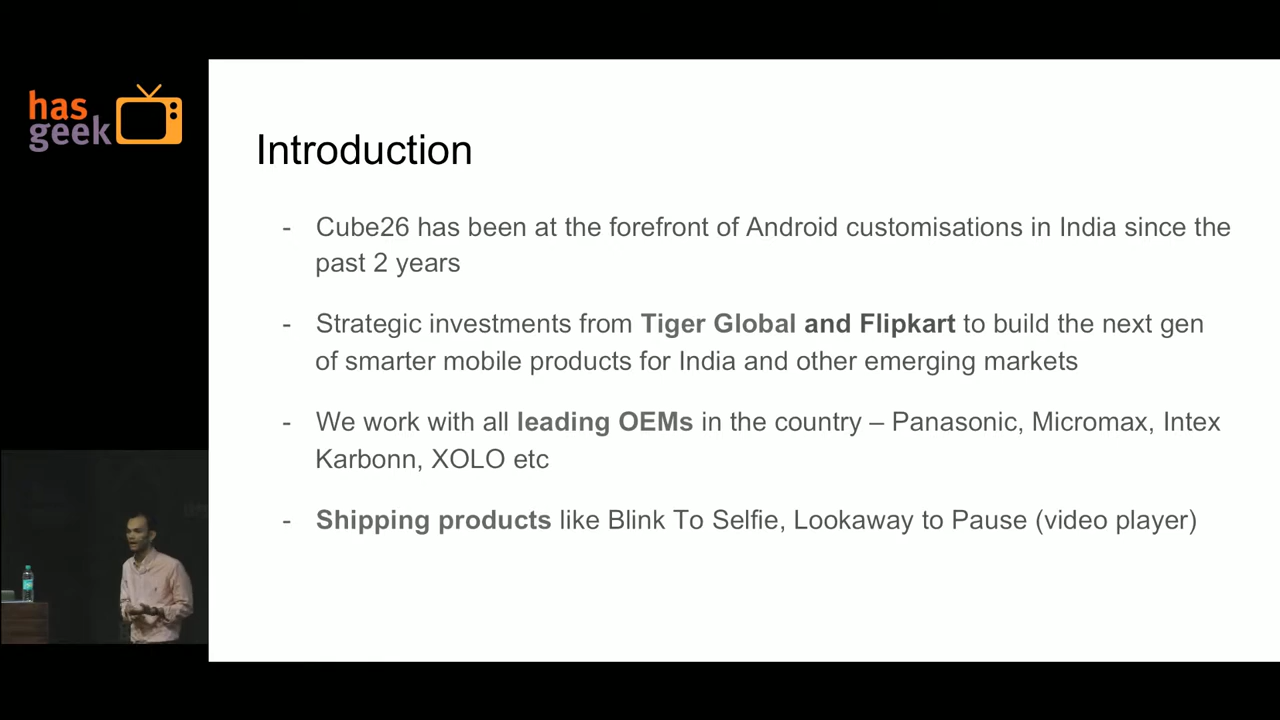 has
geek
Introduction
- Cube26 has been at the forefront of Android customisations in India since the
past 2 years
- Strategic investments from Tiger Global and Flipkart to build the next gen
of smarter mobile products for India and other emerging markets
- We work with all leading OEMs in the country – Panasonic, Micromax, Intex
Karbonn, XOLO etc
- Shipping products like Blink To Selfie, Lookaway to Pause (video player)